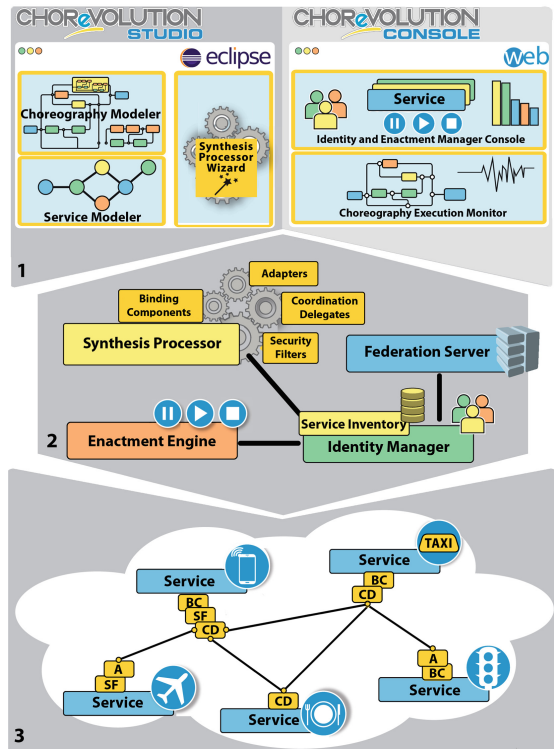 CHOReVOLUTION
STUDIO
CHOReVOLUTION
CONSOLE
eclipse
Web
Choreography Modeler
Service Modeler
Synthesis
Processor
Wizard
Service
Identity and Enactment Manager Console
Choreography Execution Monitor
1
Adapters
Binding
Components
Coordination
Delegates
Security
Filters
Synthesis Processor
Federation Server
Service Inventory
Enactment Engine
Identity Manager
2
TAXI
Service
BC
CD
Service
BC
SF
CD
A
SF
Service
CD
Service
A
BC
Service
3